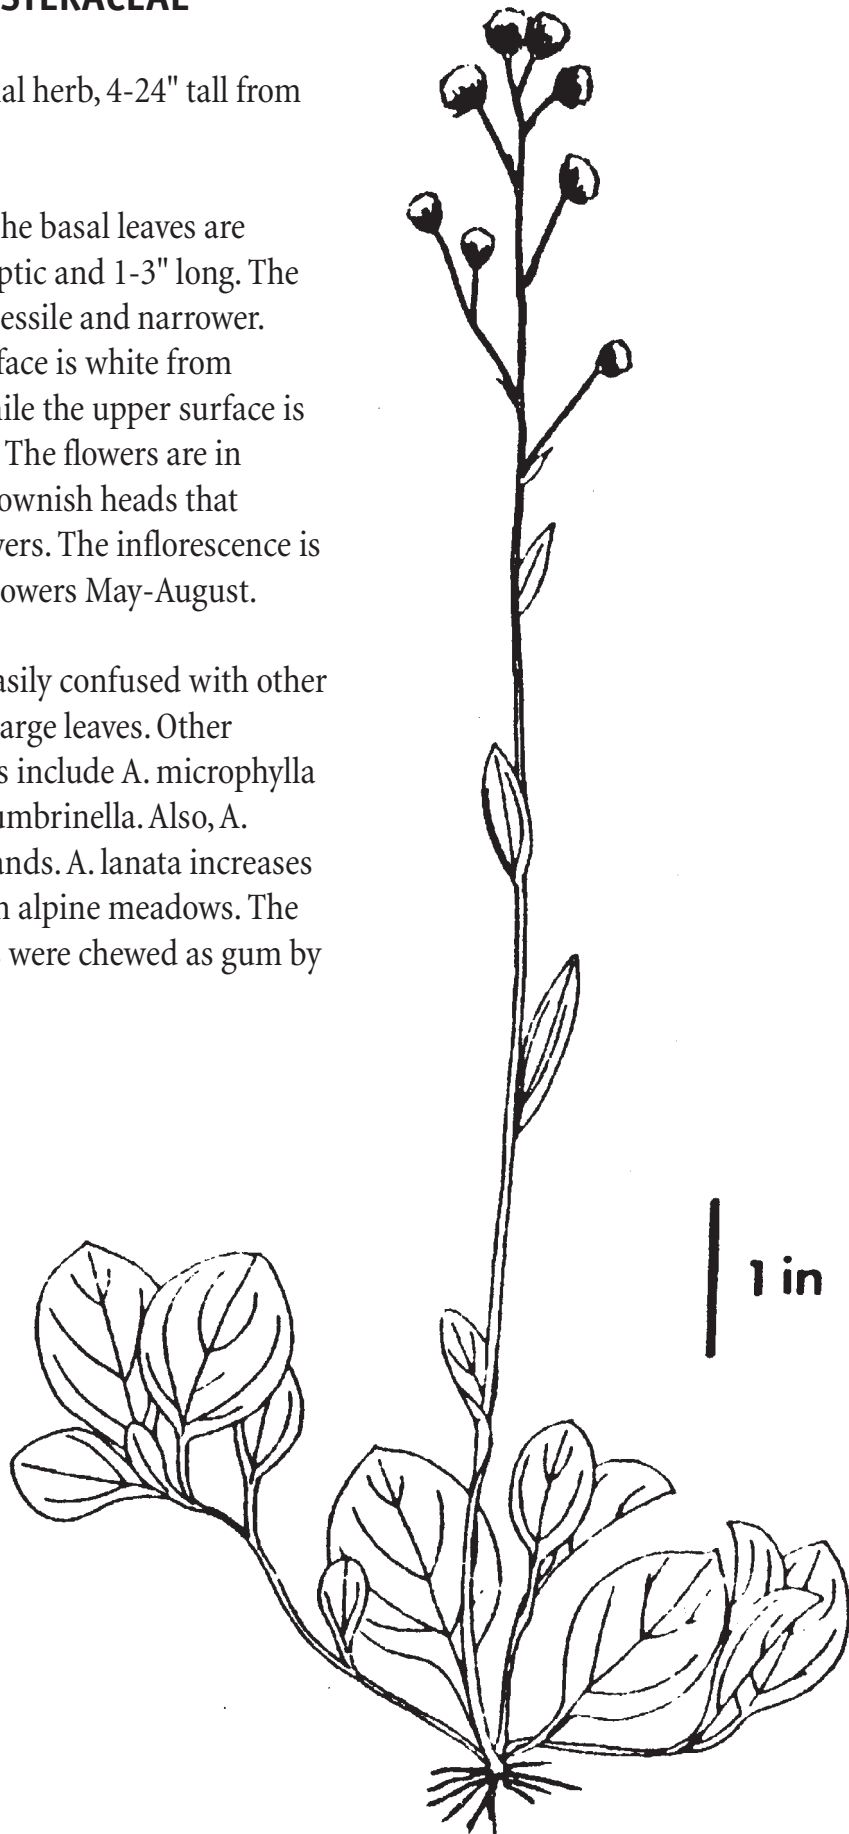 STERACEAE
al herb, 4-24" tall from
he basal leaves are
ptic and 1-3" long. The
essile and narrower.
face is white from
ile the upper surface is
The flowers are in
ownish heads that
vers. The inflorescence is
owers May-August.
asily confused with other
arge leaves. Other
s include A. microphylla
umbrinella. Also, A.
ands. A. lanata increases
n alpine meadows. The
s were chewed as gum by
1 in